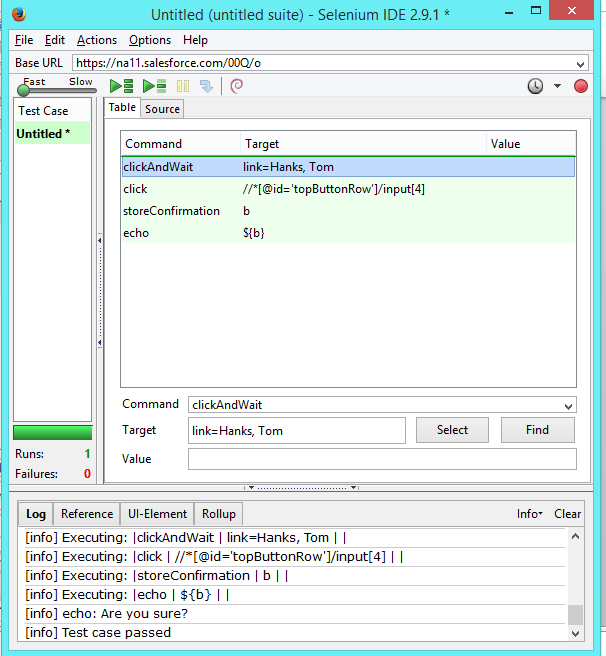 Untitled (untitled suite) - Selenium IDE 2.9.1 *
File Edit Actions Options Help
Base URL https://na11.salesforce.com/00Q/o
Fast Slow
Test Case
Untitled *
Table Source
Command Target Value
clickAndWait link=Hanks, Tom
click //*[@id='topButtonRow']/input[4]
storeConfirmation b
echo ${b}
Command clickAndWait
Target link=Hanks, Tom Select Find
Value
Runs: 1
Failures: 0
Log Reference UI-Element Rollup Info Clear
[info] Executing: |clickAndWait | link=Hanks, Tom | |
[info] Executing: |click | //*[@id='topButtonRow']/input[4] | |
[info] Executing: |storeConfirmation | b | |
[info] Executing: |echo | ${b} | |
[info] echo: Are you sure?
[info] Test case passed